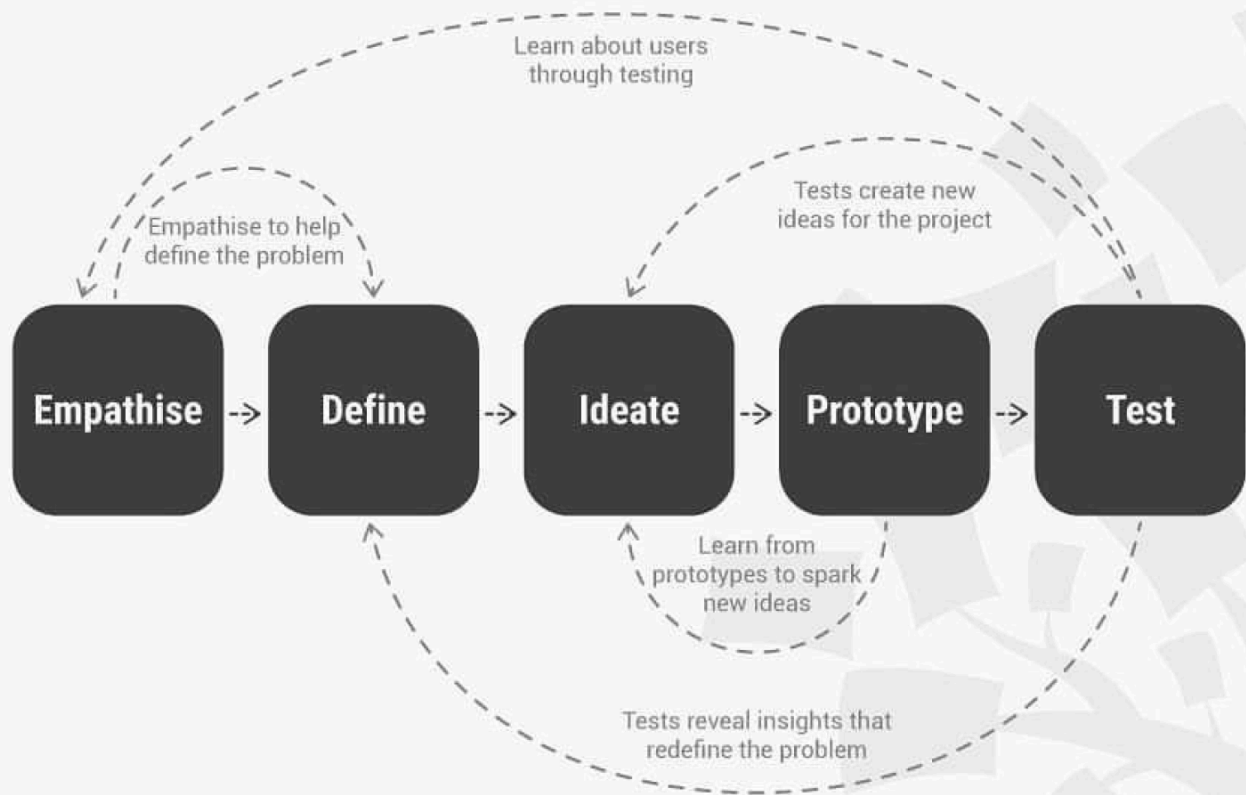 Learn about users
through testing
Tests create new
ideas for the project
Empathise to help
define the problem
Empathise
Define
Ideate
Prototype
Test
Learn from
prototypes to spark
new ideas
Tests reveal insights that
redefine the problem